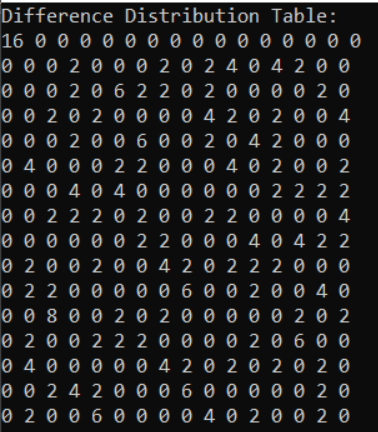 Difference Distribution Table:
16 0 0 0 0 0 0 0 0 0 0 0 0 0 0 0
0 0 0 2 0 0 0 2 0 2 4 0 4 2 0 0
0 0 0 2 0 6 2 2 0 2 0 0 0 0 2 0
0 0 2 0 2 0 0 0 0 4 2 0 2 0 0 4
0 0 0 2 0 0 6 0 0 2 0 4 2 0 0 0
0 4 0 0 0 2 2 0 0 0 4 0 2 0 0 2
0 0 0 4 0 4 0 0 0 0 0 0 2 2 2 2
0 0 2 2 2 0 2 0 0 2 2 0 0 0 0 4
0 0 0 0 0 0 2 2 0 0 0 4 0 4 2 2
0 2 0 0 2 0 0 4 2 0 2 2 2 0 0 0
0 2 2 0 0 0 0 0 6 0 0 2 0 0 4 0
0 0 8 0 0 2 0 2 0 0 0 0 0 2 0 2
0 2 0 0 2 2 2 0 0 0 0 2 0 6 0 0
0 4 0 0 0 0 0 4 2 0 2 0 2 0 2 0
0 0 2 4 2 0 0 0 6 0 0 0 0 0 2 0
0 2 0 0 6 0 0 0 0 4 0 2 0 0 2 0